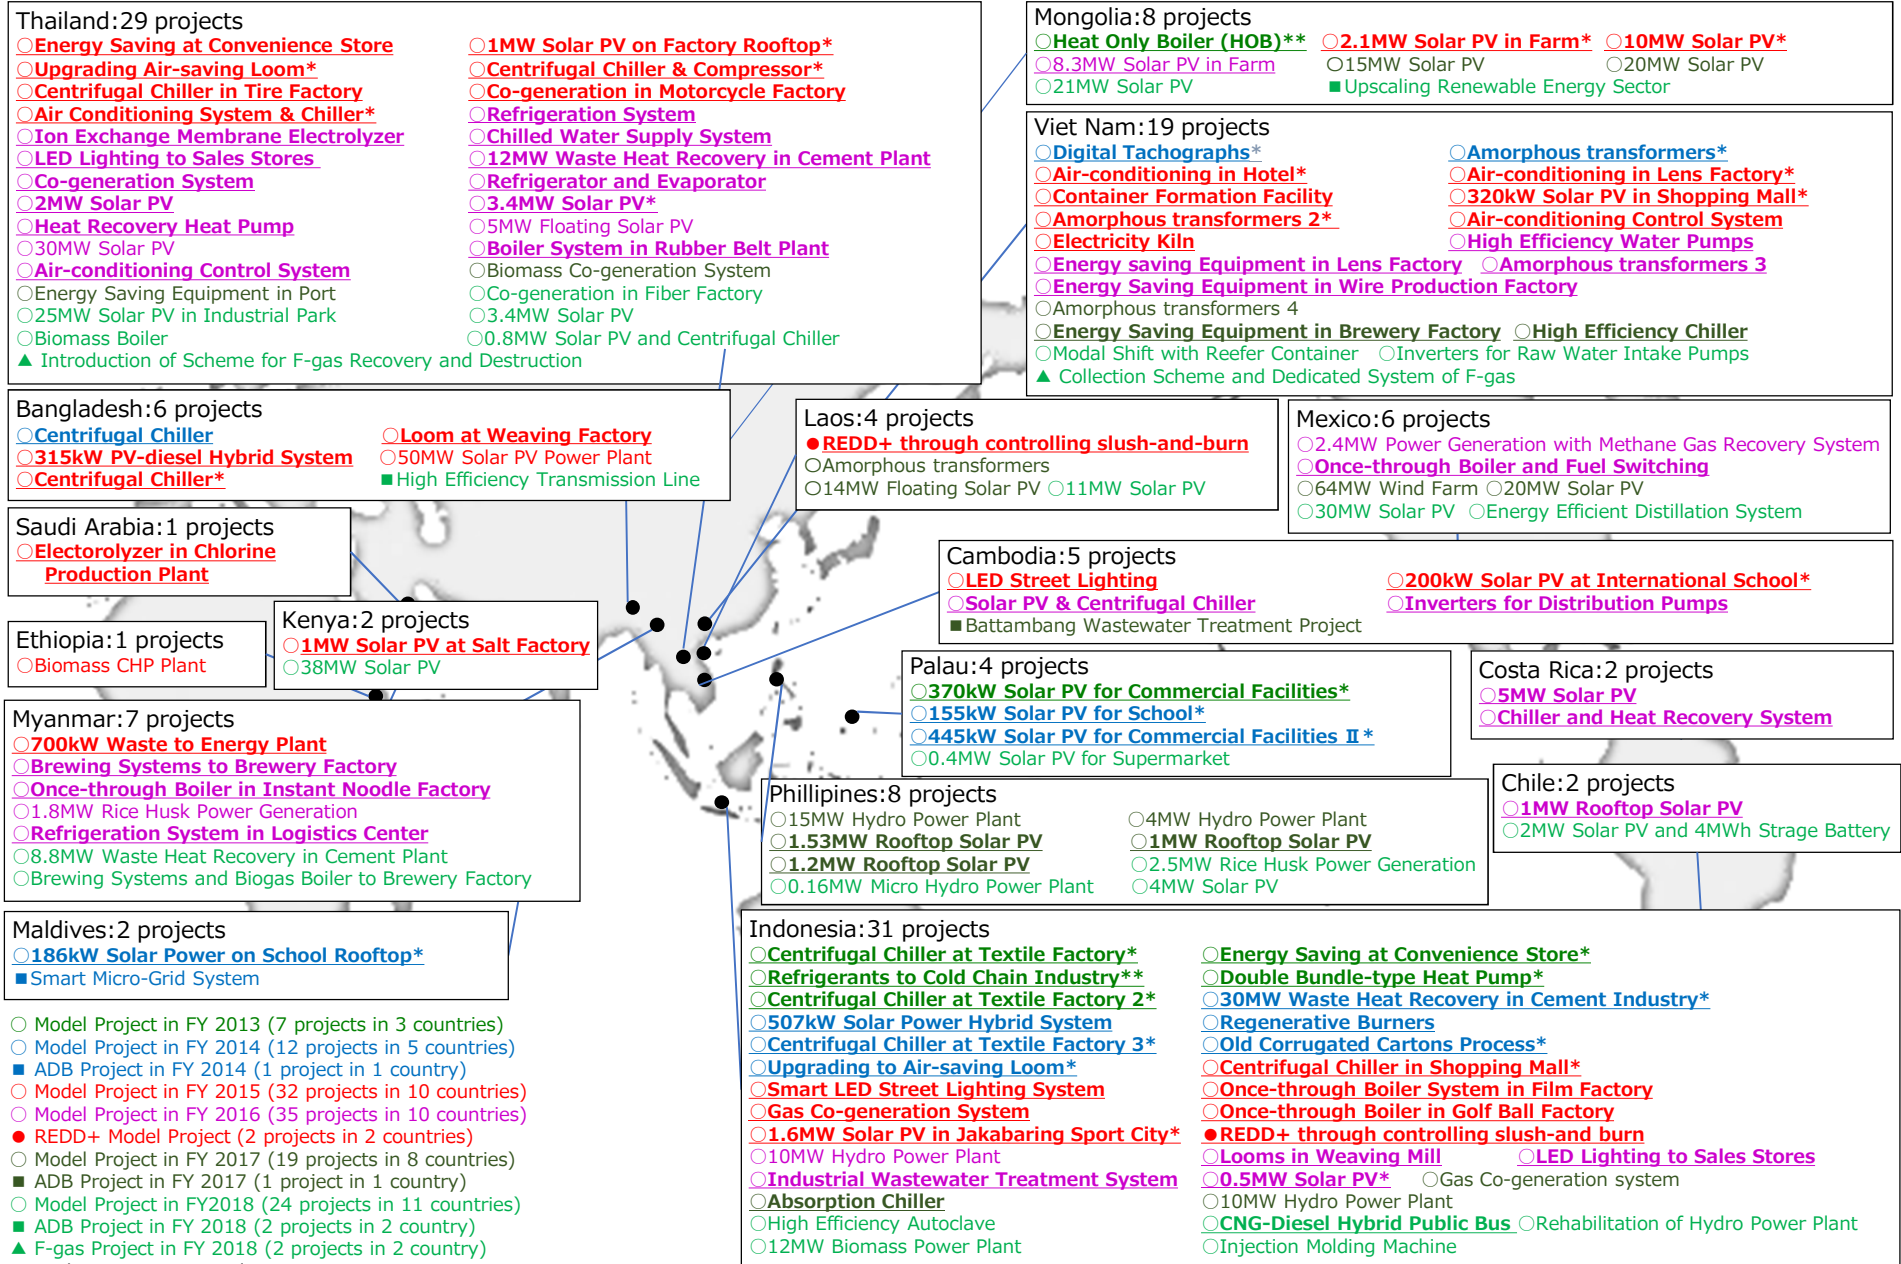 Thailand:29 projects
○Energy Saving at Convenience Store ○1MW Solar PV on Factory Rooftop*
○Upgrading Air-saving Loom* ○Centrifugal Chiller & Compressor*
○Centrifugal Chiller in Tire Factory ○Co-generation in Motorcycle Factory
○Air Conditioning System & Chiller* ○Refrigeration System
○Ion Exchange Membrane Electrolyzer ○Chilled Water Supply System
○LED Lighting to Sales Stores ○12MW Waste Heat Recovery in Cement Plant
○Co-generation System ○Refrigerator and Evaporator
○2MW Solar PV ○3.4MW Solar PV*
○Heat Recovery Heat Pump ○5MW Floating Solar PV
○30MW Solar PV ○Boiler System in Rubber Belt Plant
○Air-conditioning Control System ○Biomass Co-generation System
○Energy Saving Equipment in Port ○Co-generation in Fiber Factory
○25MW Solar PV in Industrial Park ○3.4MW Solar PV
○Biomass Boiler ○0.8MW Solar PV and Centrifugal Chiller
▲ Introduction of Scheme for F-gas Recovery and Destruction
Mongolia:8 projects
○Heat Only Boiler (HOB)** ○2.1MW Solar PV in Farm* ○10MW Solar PV*
○8.3MW Solar PV in Farm ○15MW Solar PV ○20MW Solar PV
○21MW Solar PV ■Upscaling Renewable Energy Sector
Viet Nam:19 projects
○Digital Tachographs* ○Amorphous transformers*
○Air-conditioning in Hotel* ○Air-conditioning in Lens Factory*
○Container Formation Facility ○320kW Solar PV in Shopping Mall*
○Amorphous transformers 2* ○Air-conditioning Control System
○Electricity Kiln ○High Efficiency Water Pumps
○Energy saving Equipment in Lens Factory ○Amorphous transformers 3
○Energy Saving Equipment in Wire Production Factory
○Amorphous transformers 4
○Energy Saving Equipment in Brewery Factory ○High Efficiency Chiller
○Modal Shift with Reefer Container ○Inverters for Raw Water Intake Pumps
▲ Collection Scheme and Dedicated System of F-gas
Bangladesh:6 projects
○Centrifugal Chiller ○Loom at Weaving Factory
○315kW PV-diesel Hybrid System ○50MW Solar PV Power Plant
○Centrifugal Chiller* ■High Efficiency Transmission Line
Laos:4 projects
●REDD+ through controlling slush-and-burn
○Amorphous transformers
○14MW Floating Solar PV ○11MW Solar PV
Mexico:6 projects
○2.4MW Power Generation with Methane Gas Recovery System
○Once-through Boiler and Fuel Switching
○64MW Wind Farm ○20MW Solar PV
○30MW Solar PV ○Energy Efficient Distillation System
Saudi Arabia:1 projects
○Electorolyzer in Chlorine
Production Plant
Cambodia:5 projects
○LED Street Lighting ○200kW Solar PV at International School*
○Solar PV & Centrifugal Chiller ○Inverters for Distribution Pumps
■Battambang Wastewater Treatment Project
Ethiopia:1 projects
○Biomass CHP Plant
Kenya:2 projects
○1MW Solar PV at Salt Factory
○38MW Solar PV
Palau:4 projects
○370kW Solar PV for Commercial Facilities*
○155kW Solar PV for School*
○445kW Solar PV for Commercial Facilities Ⅱ*
○0.4MW Solar PV for Supermarket
Costa Rica:2 projects
○5MW Solar PV
○Chiller and Heat Recovery System
Myanmar:7 projects
○700kW Waste to Energy Plant
○Brewing Systems to Brewery Factory
○Once-through Boiler in Instant Noodle Factory
○1.8MW Rice Husk Power Generation
○Refrigeration System in Logistics Center
○8.8MW Waste Heat Recovery in Cement Plant
○Brewing Systems and Biogas Boiler to Brewery Factory
Phillipines:8 projects
○15MW Hydro Power Plant ○4MW Hydro Power Plant
○1.53MW Rooftop Solar PV ○1MW Rooftop Solar PV
○1.2MW Rooftop Solar PV ○2.5MW Rice Husk Power Generation
○0.16MW Micro Hydro Power Plant ○4MW Solar PV
Chile:2 projects
○1MW Rooftop Solar PV
○2MW Solar PV and 4MWh Strage Battery
Maldives:2 projects
○186kW Solar Power on School Rooftop*
■Smart Micro-Grid System
Indonesia:31 projects
○Centrifugal Chiller at Textile Factory* ○Energy Saving at Convenience Store*
○Refrigerants to Cold Chain Industry** ○Double Bundle-type Heat Pump*
○Centrifugal Chiller at Textile Factory 2* ○30MW Waste Heat Recovery in Cement Industry*
○507kW Solar Power Hybrid System ○Regenerative Burners
○Centrifugal Chiller at Textile Factory 3* ○Old Corrugated Cartons Process*
○Upgrading to Air-saving Loom* ○Centrifugal Chiller in Shopping Mall*
○Smart LED Street Lighting System ○Once-through Boiler System in Film Factory
○Gas Co-generation System ○Once-through Boiler in Golf Ball Factory
○1.6MW Solar PV in Jakabaring Sport City* ●REDD+ through controlling slush-and burn
○10MW Hydro Power Plant ○Looms in Weaving Mill ○LED Lighting to Sales Stores
○Industrial Wastewater Treatment System ○0.5MW Solar PV* ○Gas Co-generation system
○Absorption Chiller ○10MW Hydro Power Plant
○High Efficiency Autoclave ○CNG-Diesel Hybrid Public Bus ○Rehabilitation of Hydro Power Plant
○12MW Biomass Power Plant ○Injection Molding Machine
○ Model Project in FY 2013 (7 projects in 3 countries)
○ Model Project in FY 2014 (12 projects in 5 countries)
■ ADB Project in FY 2014 (1 project in 1 country)
○ Model Project in FY 2015 (32 projects in 10 countries)
○ Model Project in FY 2016 (35 projects in 10 countries)
● REDD+ Model Project (2 projects in 2 countries)
○ Model Project in FY 2017 (19 projects in 8 countries)
■ ADB Project in FY 2017 (1 project in 1 country)
○ Model Project in FY2018 (24 projects in 11 countries)
■ ADB Project in FY 2018 (2 projects in 2 country)
▲ F-gas Project in FY 2018 (2 projects in 2 country)